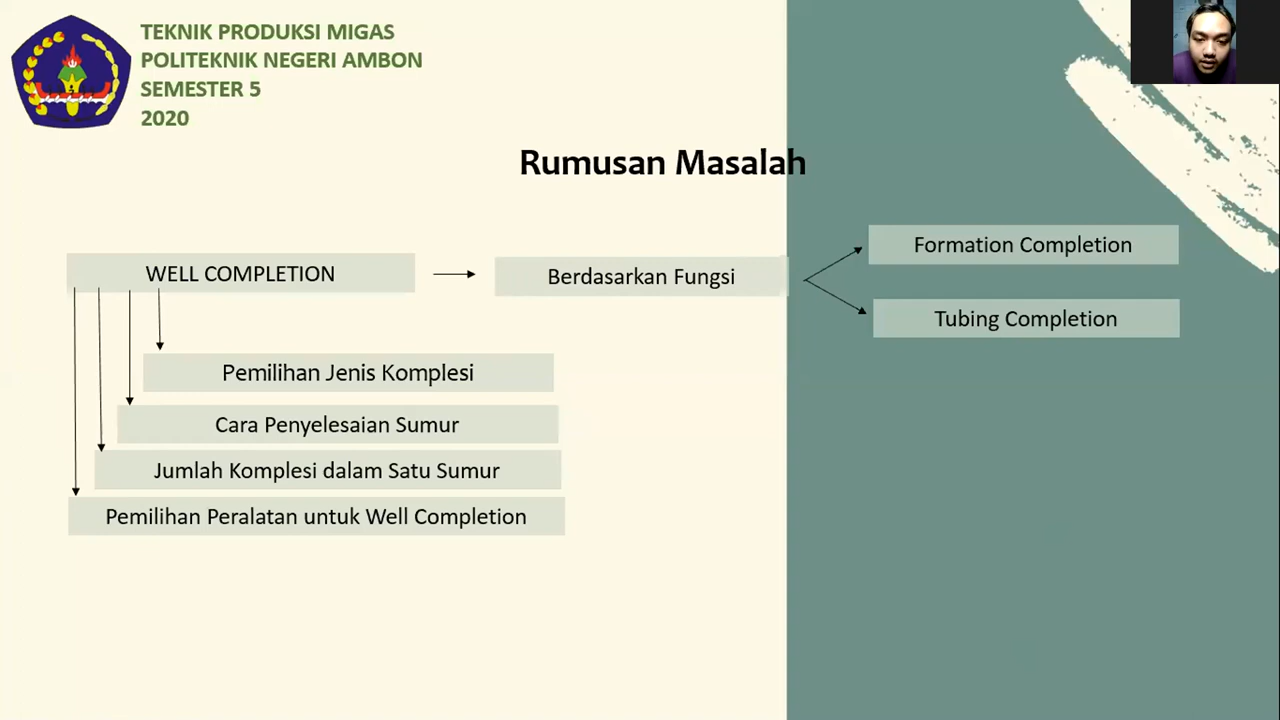 TEKNIK PRODUKSI MIGAS
POLITEKNIK NEGERI AMBON
SEMESTER 5
2020
Rumusan Masalah
WELL COMPLETION
Berdasarkan Fungsi
Formation Completion
Tubing Completion
Pemilihan Jenis Komplesi
Cara Penyelesaian Sumur
Jumlah Komplesi dalam Satu Sumur
Pemilihan Peralatan untuk Well Completion